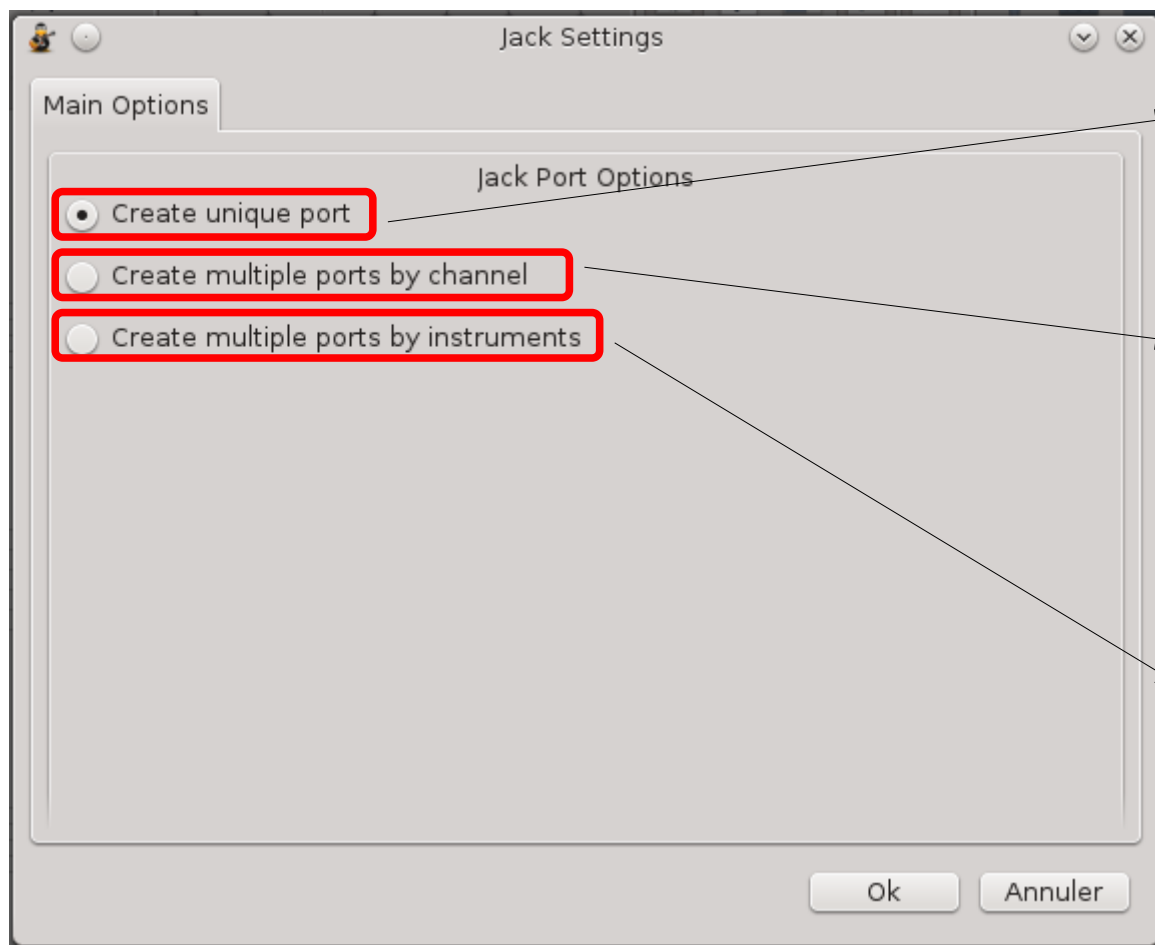 Jack Settings
Main Options
Jack Port Options
Create unique port
Create multiple ports by channel
Create multiple ports by instruments
Ok
Annuler